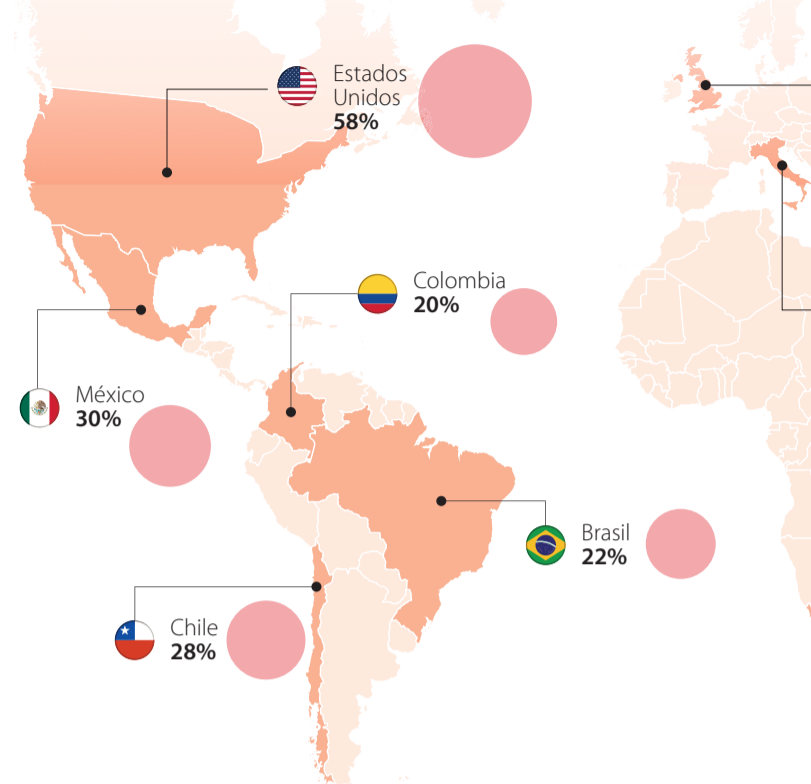 Estados
Unidos
58%
Colombia
20%
México
30%
Brasil
22%
Chile
28%